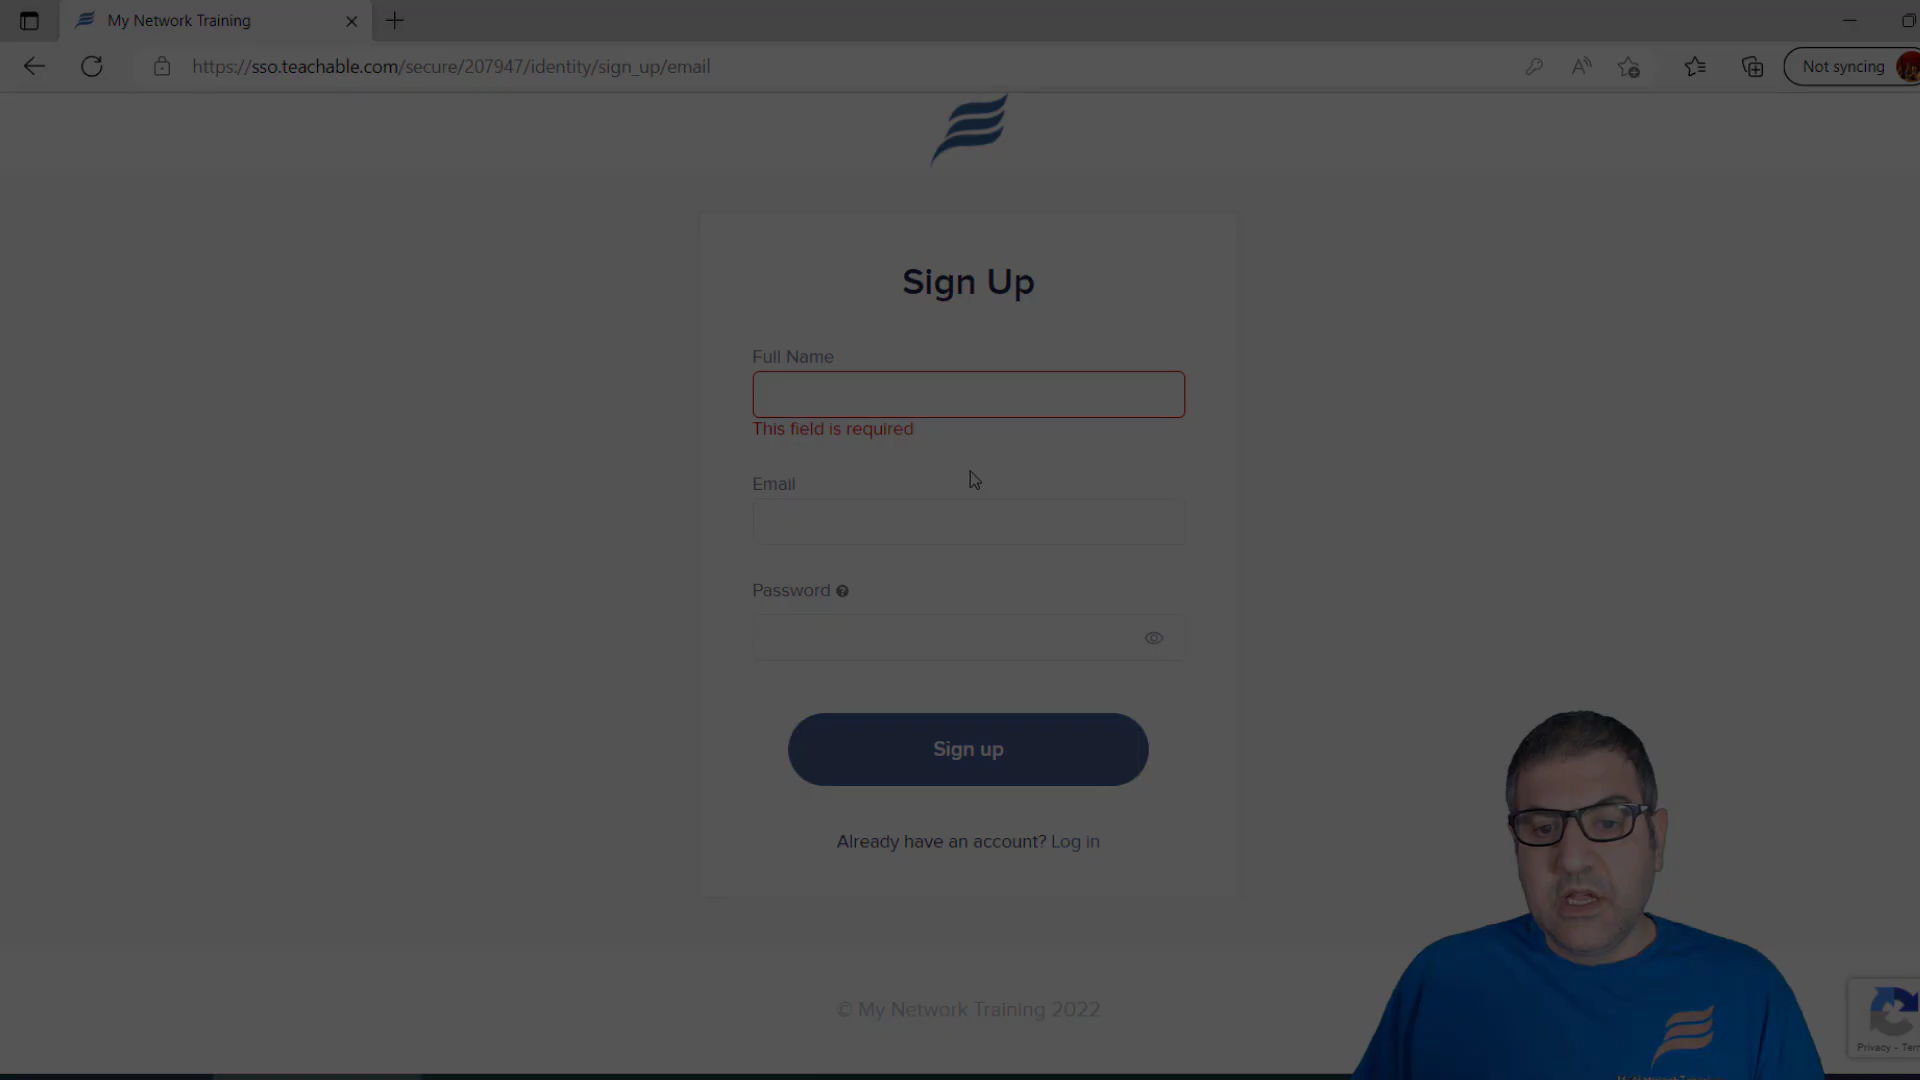 My Network Training
https://sso.teachable.com/secure/207947/identity/sign_up/email
Not syncing
Sign Up
Full Name
This field is required
Email
Password
Sign up
Already have an account? Log in
© My Network Training 2022
Privacy -